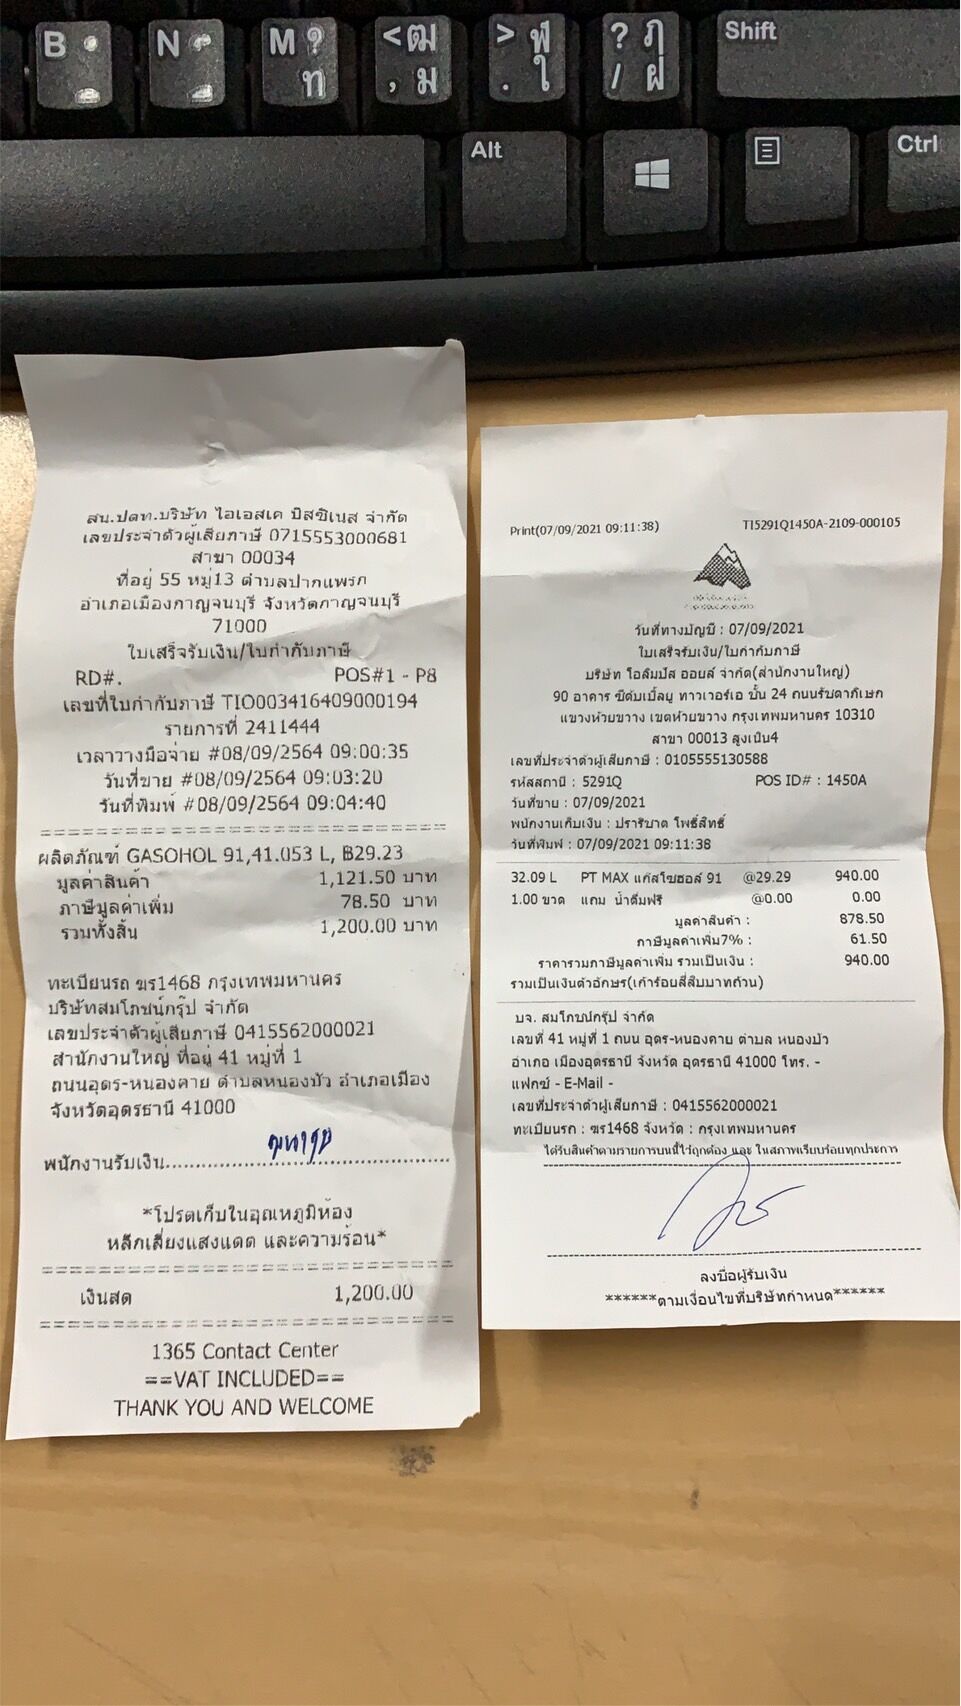 B
N
M ? ท
< ฒ , ม
> ฬ . ใ
? ฦ / ฝ
Shift
Alt
Ctrl
สน.ปตท.บริษัท ไอเอสเค บิสซิเนส จำกัด
เลขประจำตัวผู้เสียภาษี 0715553000681
สาขา 00034
ที่อยู่ 55 หมู่13 ตำบลปากแพรก
อำเภอเมืองกาญจนบุรี จังหวัดกาญจนบุรี
71000
ใบเสร็จรับเงิน/ใบกำกับภาษี
RD#. POS#1 - P8
เลขที่ใบกำกับภาษี TIO003416409000194
รายการที่ 2411444
เวลาวางมือจ่าย #08/09/2564 09:00:35
วันที่ขาย #08/09/2564 09:03:20
วันที่พิมพ์ #08/09/2564 09:04:40
ผลิตภัณฑ์ GASOHOL 91,41.053 L, ฿29.23
มูลค่าสินค้า 1,121.50 บาท
ภาษีมูลค่าเพิ่ม 78.50 บาท
รวมทั้งสิ้น 1,200.00 บาท
ทะเบียนรถ ฆร1468 กรุงเทพมหานคร
บริษัทสมโภชน์กรุ๊ป จำกัด
เลขประจำตัวผู้เสียภาษี 0415562000021
สำนักงานใหญ่ ที่อยู่ 41 หมู่ที่ 1
ถนนอุดร-หนองคาย ตำบลหนองบัว อำเภอเมือง
จังหวัดอุดรธานี 41000
พนักงานรับเงิน
*โปรดเก็บในอุณหภูมิห้อง
หลีกเลี่ยงแสงแดด และความร้อน*
เงินสด 1,200.00
1365 Contact Center
==VAT INCLUDED==
THANK YOU AND WELCOME
Print(07/09/2021 09:11:38) TI5291Q1450A-2109-000105
วันที่ทางบัญชี : 07/09/2021
ใบเสร็จรับเงิน/ใบกำกับภาษี
บริษัท โอลิมปัส ออยล์ จำกัด(สำนักงานใหญ่)
90 อาคาร ซีดับเบิ้ลยู ทาวเวอร์เอ ชั้น 24 ถนนรัชดาภิเษก
แขวงห้วยขวาง เขตห้วยขวาง กรุงเทพมหานคร 10310
สาขา 00013 สูงเนิน4
เลขที่ประจำตัวผู้เสียภาษี : 0105555130588
รหัสสถานี : 5291Q POS ID# : 1450A
วันที่ขาย : 07/09/2021
พนักงานเก็บเงิน : ปราริชาต โพธิ์สิทธิ์
วันที่พิมพ์ : 07/09/2021 09:11:38
32.09 L PT MAX แก๊สโซฮอล์ 91 @29.29 940.00
1.00 ขวด แถม น้ำดื่มฟรี @0.00 0.00
มูลค่าสินค้า : 878.50
ภาษีมูลค่าเพิ่ม7% : 61.50
ราคารวมภาษีมูลค่าเพิ่ม รวมเป็นเงิน : 940.00
รวมเป็นเงินตัวอักษร(เก้าร้อยสี่สิบบาทถ้วน)
บจ. สมโภชน์กรุ๊ป จำกัด
เลขที่ 41 หมู่ที่ 1 ถนน อุดร-หนองคาย ตำบล หนองบัว
อำเภอ เมืองอุดรธานี จังหวัด อุดรธานี 41000 โทร. -
แฟกซ์ - E-Mail -
เลขที่ประจำตัวผู้เสียภาษี : 0415562000021
ทะเบียนรถ : ฆร1468 จังหวัด : กรุงเทพมหานคร
ได้รับสินค้าตามรายการบนนี้ไว้ถูกต้อง และ ในสภาพเรียบร้อยทุกประการ
ลงชื่อผู้รับเงิน
******ตามเงื่อนไขที่บริษัทกำหนด******